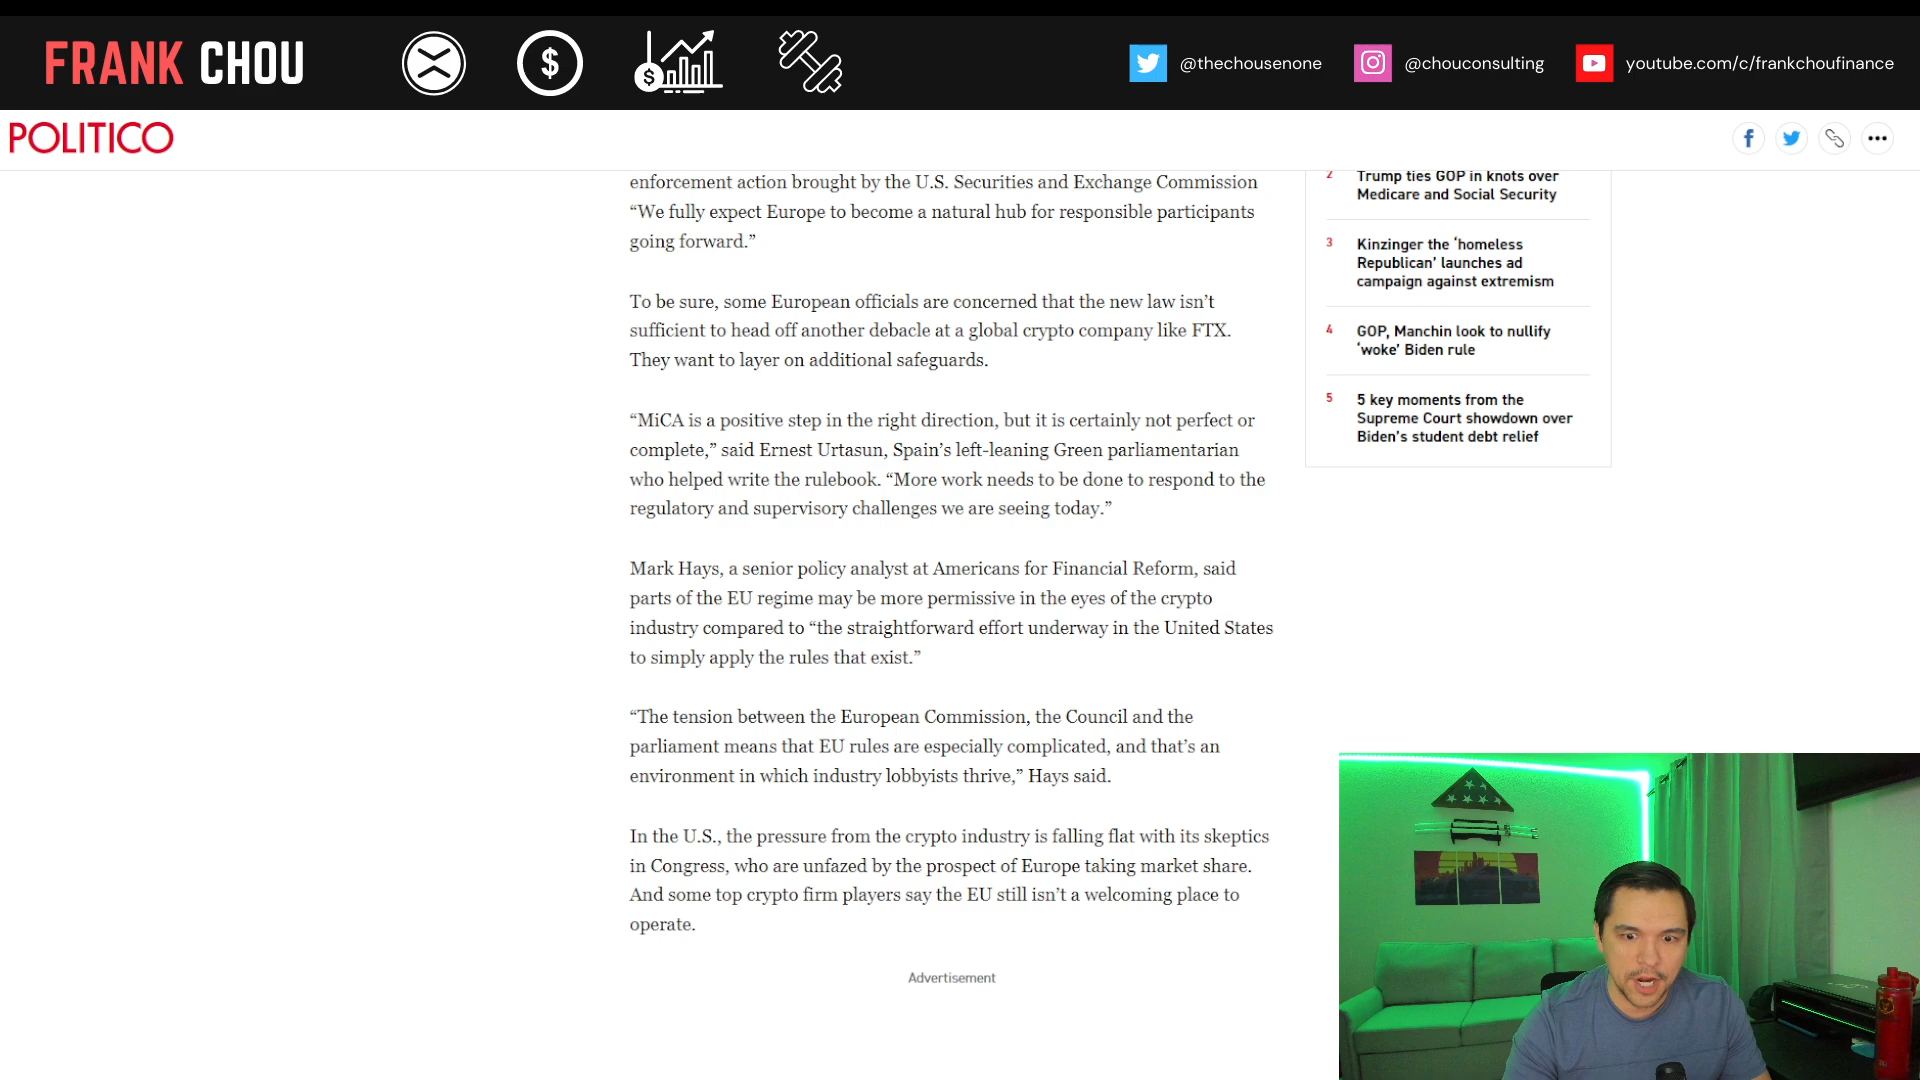 FRANK CHOU
@thechousenone
@chouconsulting
youtube.com/c/frankchoufinance
POLITICO
enforcement action brought by the U.S. Securities and Exchange Commission
“We fully expect Europe to become a natural hub for responsible participants
going forward.”
To be sure, some European officials are concerned that the new law isn’t
sufficient to head off another debacle at a global crypto company like FTX.
They want to layer on additional safeguards.
“MiCA is a positive step in the right direction, but it is certainly not perfect or
complete,” said Ernest Urtasun, Spain’s left-leaning Green parliamentarian
who helped write the rulebook. “More work needs to be done to respond to the
regulatory and supervisory challenges we are seeing today.”
Mark Hays, a senior policy analyst at Americans for Financial Reform, said
parts of the EU regime may be more permissive in the eyes of the crypto
industry compared to “the straightforward effort underway in the United States
to simply apply the rules that exist.”
“The tension between the European Commission, the Council and the
parliament means that EU rules are especially complicated, and that’s an
environment in which industry lobbyists thrive,” Hays said.
In the U.S., the pressure from the crypto industry is falling flat with its skeptics
in Congress, who are unfazed by the prospect of Europe taking market share.
And some top crypto firm players say the EU still isn’t a welcoming place to
operate.
Advertisement
2 Trump ties GOP in knots over
Medicare and Social Security
3 Kinzinger the ‘homeless
Republican’ launches ad
campaign against extremism
4 GOP, Manchin look to nullify
‘woke’ Biden rule
5 5 key moments from the
Supreme Court showdown over
Biden’s student debt relief